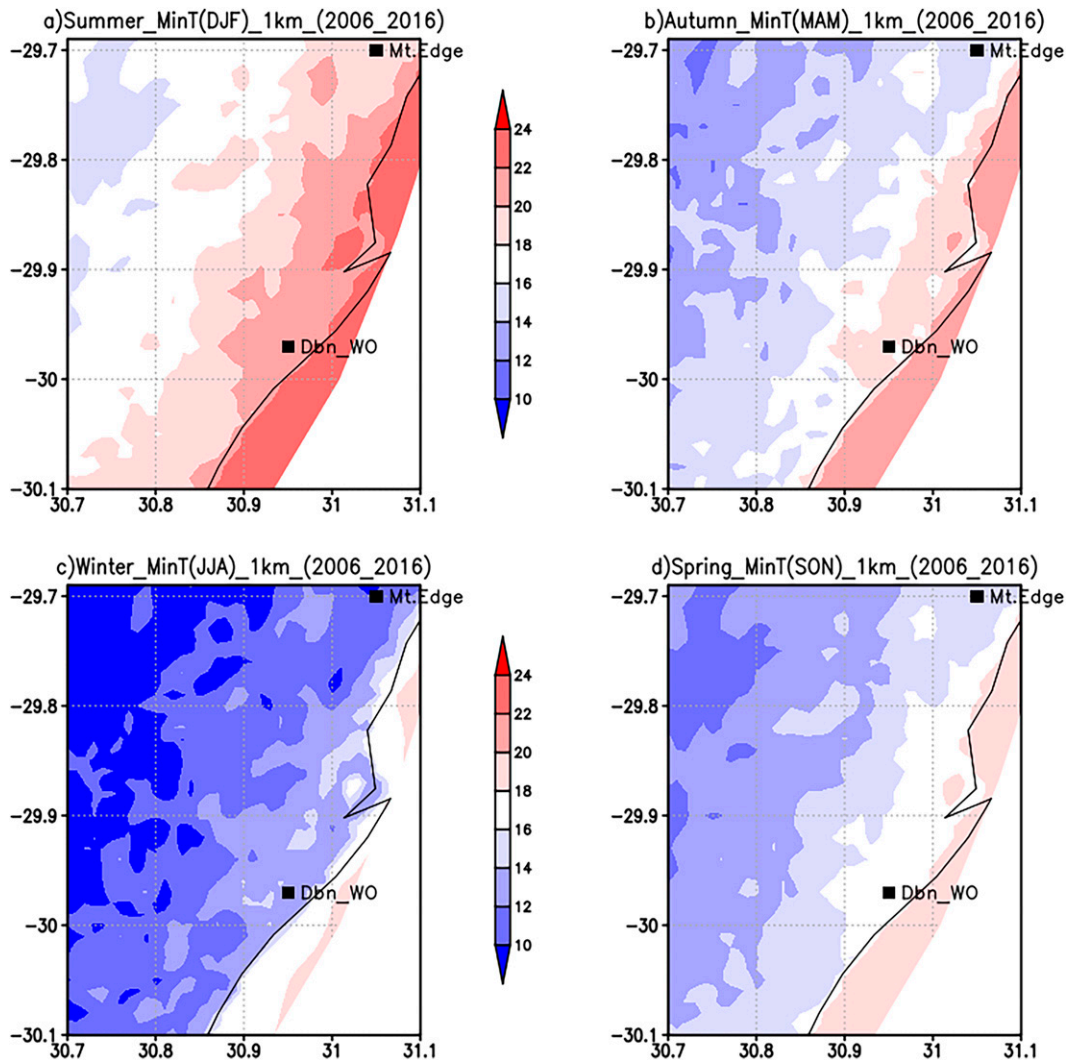 a)Summer_MinT(DJF)_1km_(2006_2016)
b)Autumn_MinT(MAM)_1km_(2006_2016)
-29.7
-29.8
-29.9
-30
-30.1
30.7 30.8 30.9 31 31.1
Mt.Edge
Dbn_WO
24
22
20
18
16
14
12
10
-29.7
-29.8
-29.9
-30
-30.1
30.7 30.8 30.9 31 31.1
Mt.Edge
Dbn_WO
c)Winter_MinT(JJA)_1km_(2006_2016)
d)Spring_MinT(SON)_1km_(2006_2016)
-29.7
-29.8
-29.9
-30
-30.1
30.7 30.8 30.9 31 31.1
Mt.Edge
Dbn_WO
24
22
20
18
16
14
12
10
-29.7
-29.8
-29.9
-30
-30.1
30.7 30.8 30.9 31 31.1
Mt.Edge
Dbn_WO